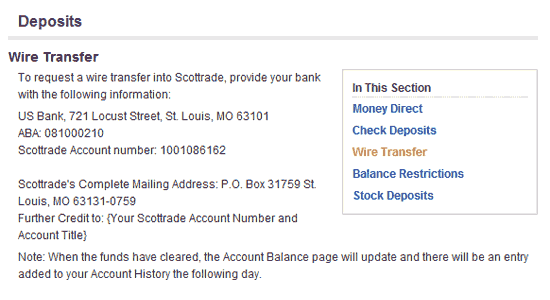 Deposits
Wire Transfer
To request a wire transfer into Scottrade, provide your bank
with the following information:
US Bank, 721 Locust Street, St. Louis, MO 63101
ABA: 081000210
Scottrade Account number: 1001086162
Scottrade's Complete Mailing Address: P.O. Box 31759 St.
Louis, MO 63131-0759
Further Credit to: {Your Scottrade Account Number and
Account Title}
Note: When the funds have cleared, the Account Balance page will update and there will be an entry
added to your Account History the following day.
In This Section
Money Direct
Check Deposits
Wire Transfer
Balance Restrictions
Stock Deposits